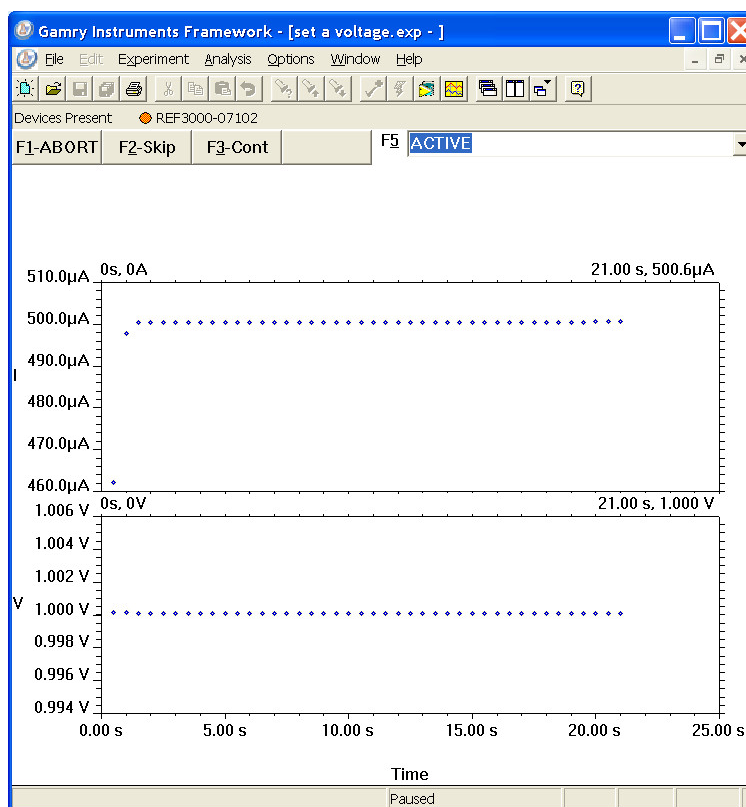 Gamry Instruments Framework - [set a voltage.exp - ]
File Edit Experiment Analysis Options Window Help
Devices Present REF3000-07102
F1-ABORT F2-Skip F3-Cont F5 ACTIVE
0s, 0A 21.00 s, 500.6µA
510.0µA
500.0µA
490.0µA
I
480.0µA
470.0µA
460.0µA
0s, 0V 21.00 s, 1.000 V
1.006 V
1.004 V
1.002 V
V
1.000 V
0.998 V
0.996 V
0.994 V
0.00 s 5.00 s 10.00 s 15.00 s 20.00 s 25.00 s
Time
Paused